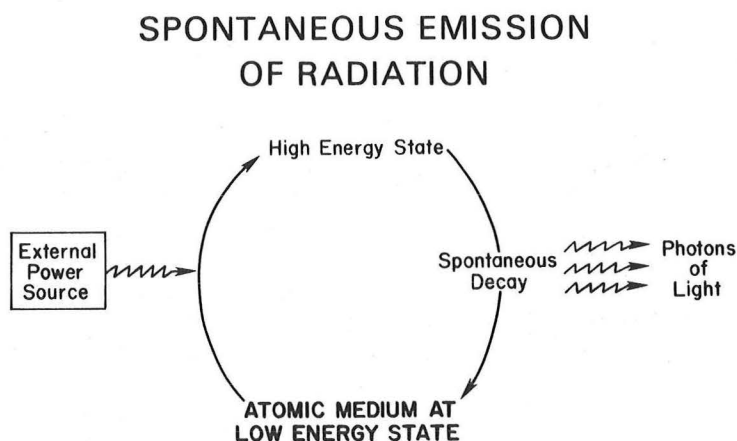 SPONTANEOUS EMISSION
OF RADIATION
High Energy State
External
Power
Source
Spontaneous
Decay
Photons
of
Light
ATOMIC MEDIUM AT
LOW ENERGY STATE